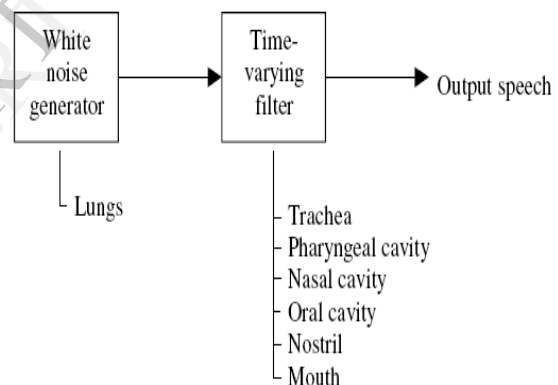 White
noise
generator
Time-
varying
filter
Output speech
Lungs
Trachea
Pharyngeal cavity
Nasal cavity
Oral cavity
Nostril
Mouth